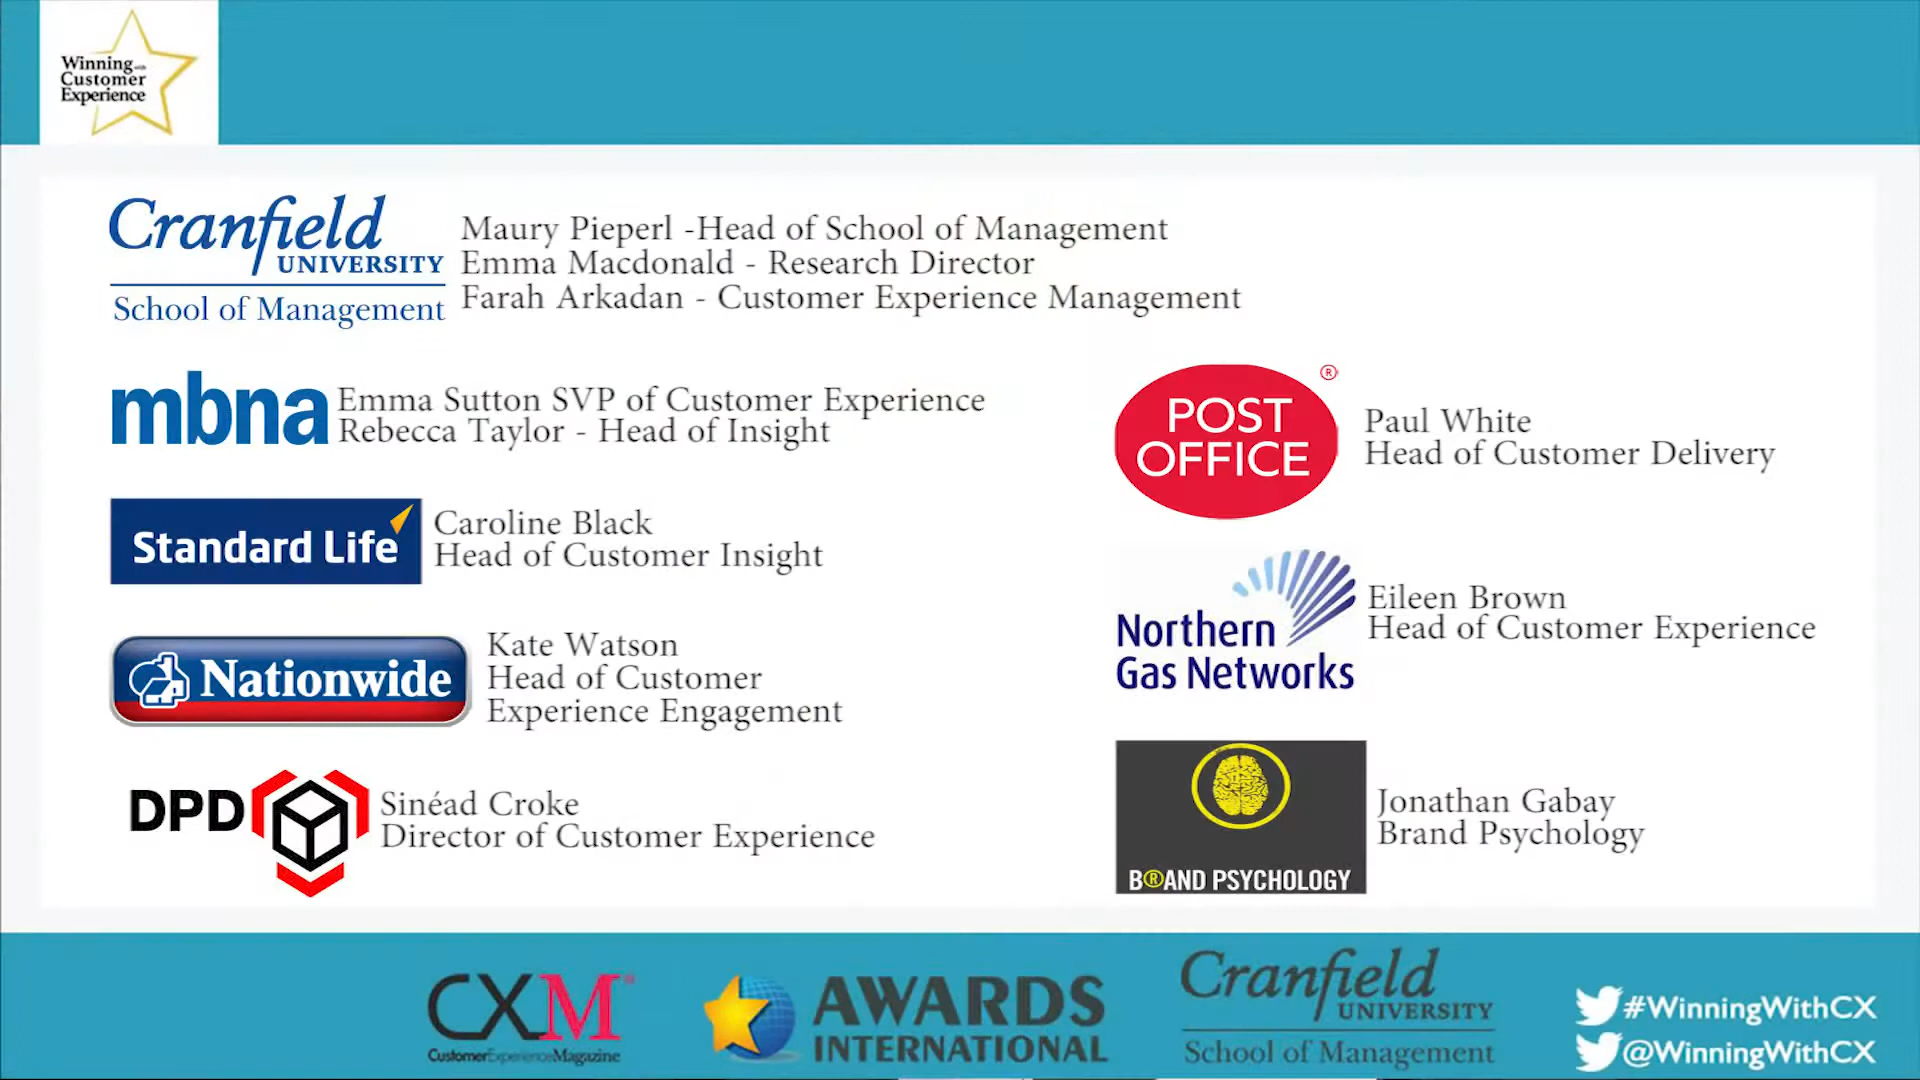 Winning with
Customer
Experience
Cranfield
UNIVERSITY
School of Management
Maury Pieperl -Head of School of Management
Emma Macdonald - Research Director
Farah Arkadan - Customer Experience Management
mbna
Emma Sutton SVP of Customer Experience
Rebecca Taylor - Head of Insight
POST
OFFICE
®
Paul White
Head of Customer Delivery
Standard Life
Caroline Black
Head of Customer Insight
Northern
Gas Networks
Eileen Brown
Head of Customer Experience
Nationwide
Kate Watson
Head of Customer
Experience Engagement
DPD
Sinéad Croke
Director of Customer Experience
B®AND PSYCHOLOGY
Jonathan Gabay
Brand Psychology
CXM®
CustomerExperienceMagazine
AWARDS
INTERNATIONAL
Cranfield
UNIVERSITY
School of Management
#WinningWithCX
@WinningWithCX